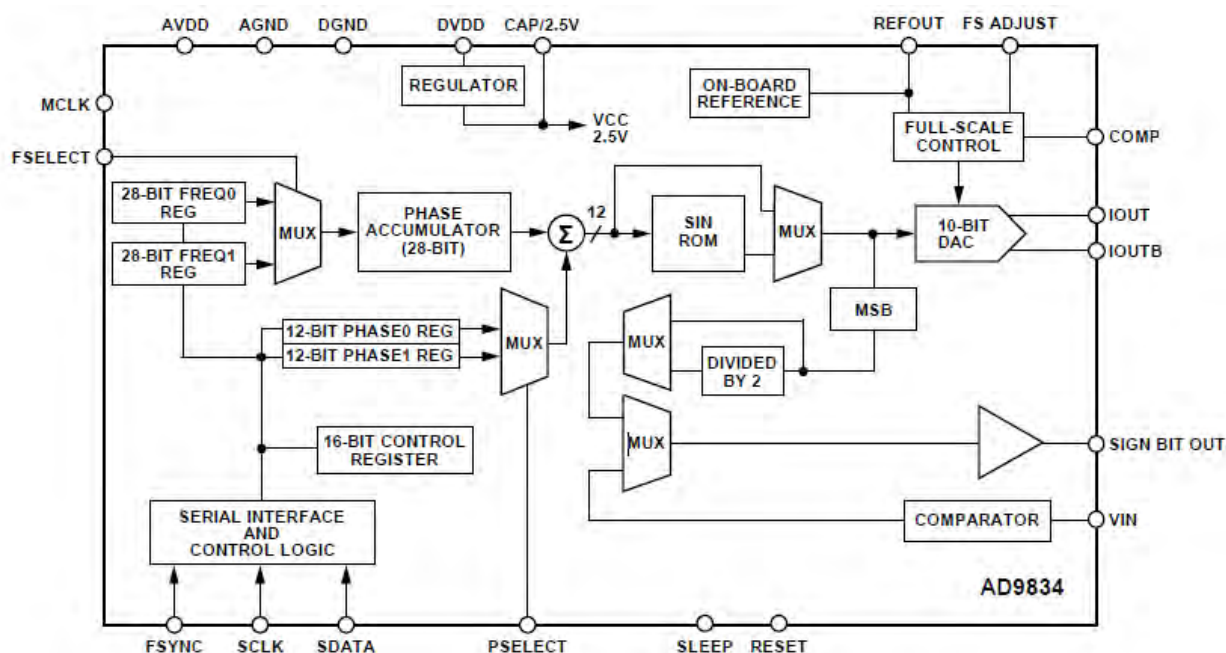 AVDD AGND DGND DVDD CAP/2.5V REFOUT FS ADJUST
REGULATOR
ON-BOARD
REFERENCE
MCLK
VCC
2.5V
FULL-SCALE
CONTROL
COMP
FSELECT
28-BIT FREQ0
REG
28-BIT FREQ1
REG
MUX
PHASE
ACCUMULATOR
(28-BIT)
Σ
12
SIN
ROM
MUX
10-BIT
DAC
IOUT
IOUTB
MSB
12-BIT PHASE0 REG
12-BIT PHASE1 REG
MUX
MUX
DIVIDED
BY 2
16-BIT CONTROL
REGISTER
MUX
SIGN BIT OUT
SERIAL INTERFACE
AND
CONTROL LOGIC
COMPARATOR
VIN
AD9834
FSYNC SCLK SDATA PSELECT SLEEP RESET